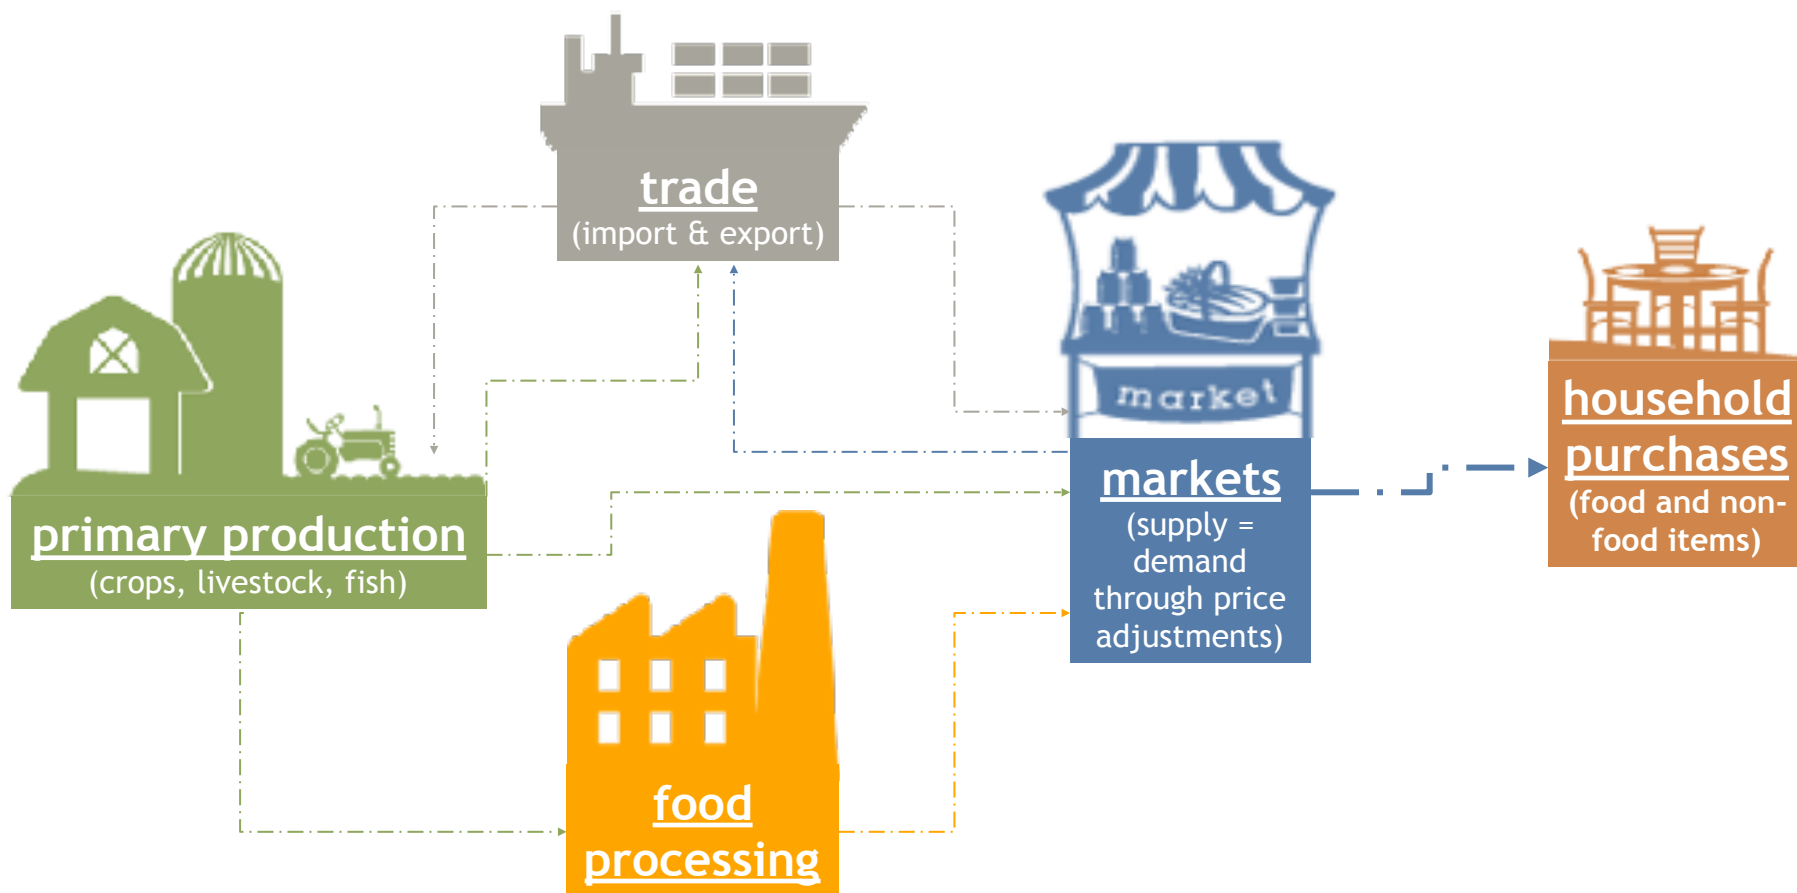 trade
(import & export)
market
household
purchases
(food and non-
food items)
markets
(supply =
demand
through price
adjustments)
primary production
(crops, livestock, fish)
food
processing